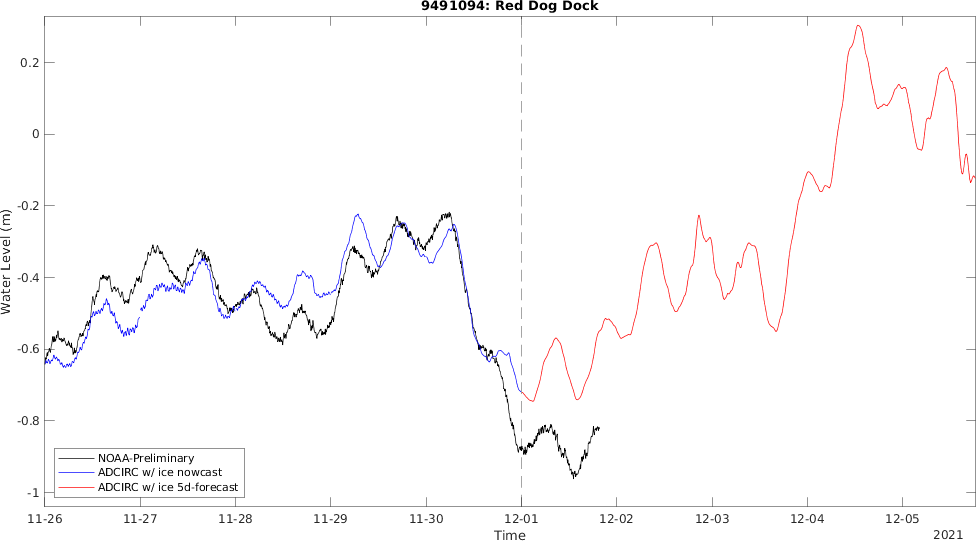 9491094: Red Dog Dock
Water Level (m)
0.2
0
-0.2
-0.4
-0.6
-0.8
-1
NOAA-Preliminary
ADCIRC w/ ice nowcast
ADCIRC w/ ice 5d-forecast
11-26 11-27 11-28 11-29 11-30 12-01 12-02 12-03 12-04 12-05
Time
2021